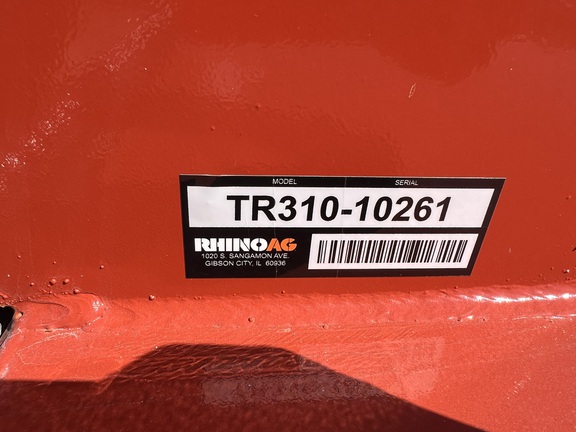 MODEL SERIAL
TR310-10261
RHINOAG
1020 S. SANGAMON AVE.
GIBSON CITY, IL 60936